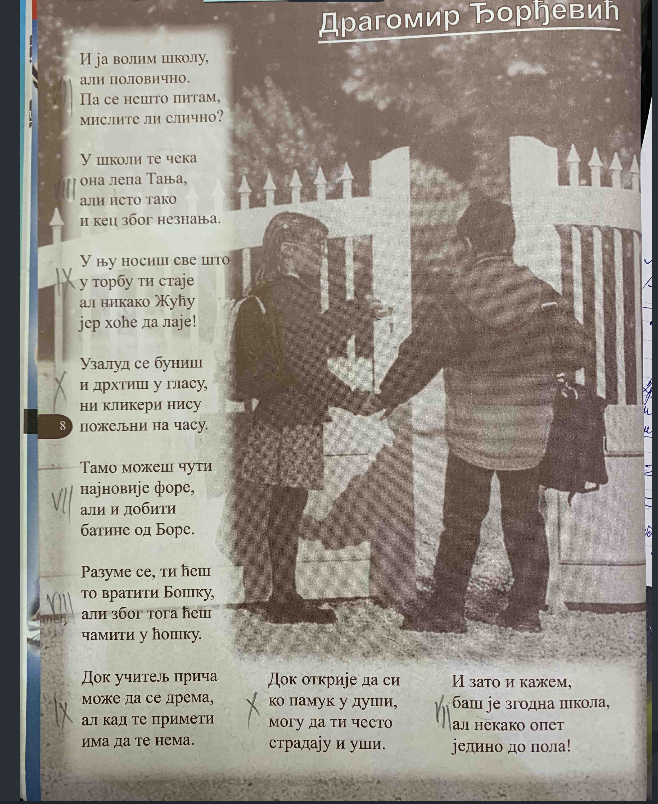 Драгомир Ђорђевић
И ја волим школу,
али половично.
Па се нешто питам,
мислите ли слично?
VII
У школи те чека
она лепа Тања,
али исто тако
и кец због незнања.
VIII
У њу носиш све што
у торбу ти стаје
ал никако Жућу
јер хоће да лаје!
IX
Узалуд се буниш
и дрхтиш у гласу,
ни кликери нису
пожељни на часу.
X
8
Тамо можеш чути
најновије форе,
али и добити
батине од Боре.
VII
Разуме се, ти ћеш
то вратити Бошку,
али због тога ћеш
чамити у ћошку.
VIII
Док учитељ прича
може да се дрема,
ал кад те примети
има да те нема.
IX
Док открије да си
ко памук у души,
могу да ти често
страдају и уши.
X
И зато и кажем,
баш је згодна школа,
ал некако опет
једино до пола!
VII